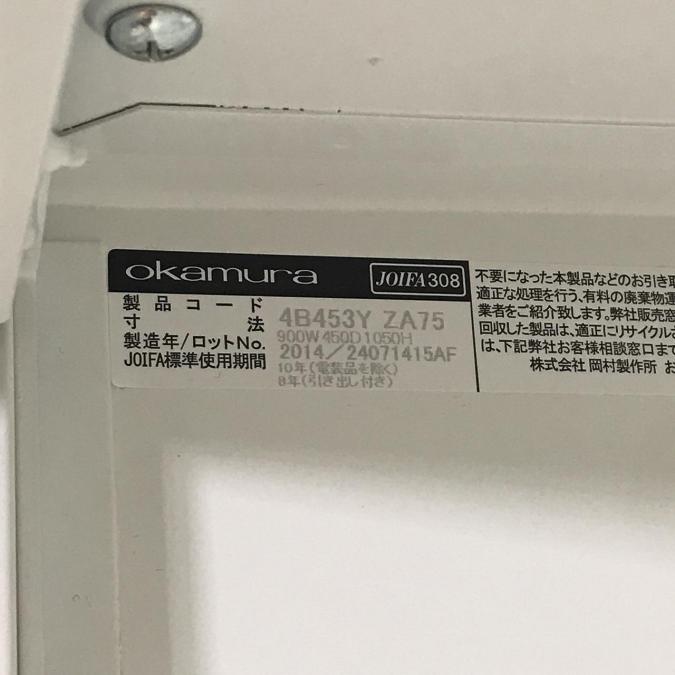 okamura
JOIFA308
製品コード 4B453Y ZA75
寸法 900W450D1050H
製造年/ロットNo. 2014/24071415AF
JOIFA標準使用期間 10年(電装品を除く)
8年(引き出し付き)
不要になった本製品などのお引き取
適正な処理を行う、有料の廃棄物運
業者をご紹介致します。弊社販売窓
回収した製品は、適正にリサイクルさ
は、下記弊社お客様相談窓口まで
株式会社 岡村製作所 お